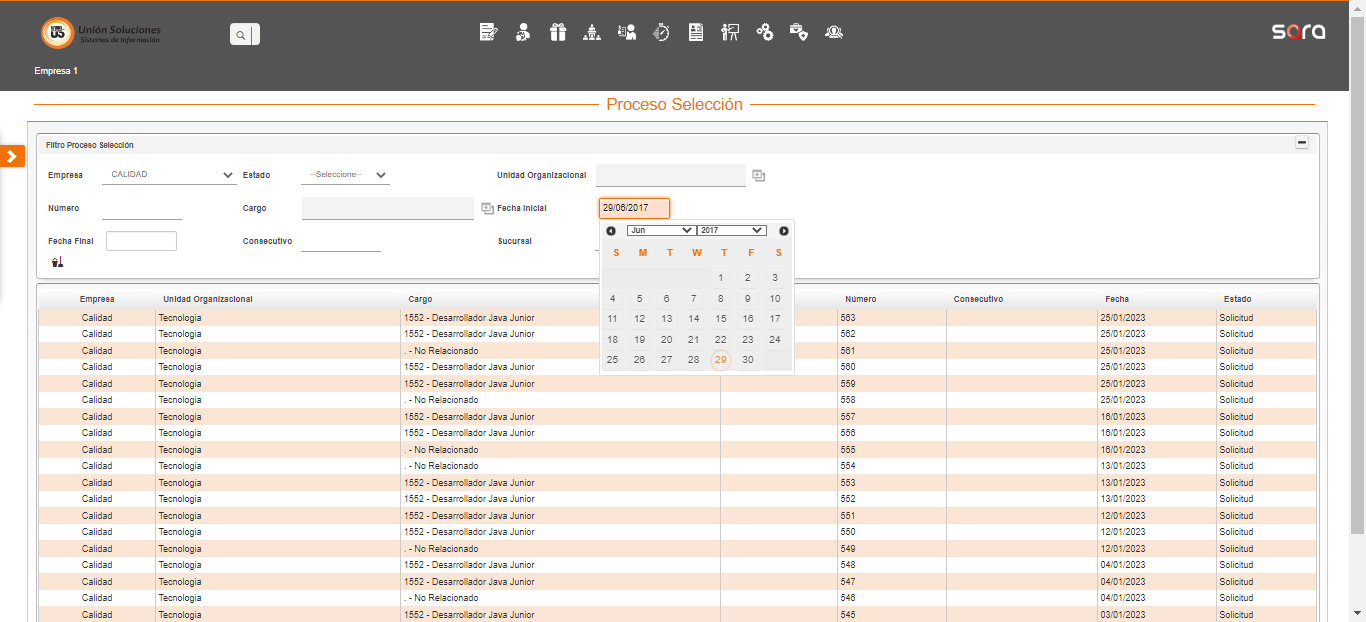 Unión Soluciones
Sistemas de Información
sara
Empresa 1
Proceso Selección
Filtro Proceso Selección
Empresa CALIDAD Estado --Seleccione-- Unidad Organizacional
Número Cargo Fecha Inicial 29/06/2017
Fecha Final Consecutivo Sucursal
Jun 2017
S M T W T F S
1 2 3
4 5 6 7 8 9 10
11 12 13 14 15 16 17
18 19 20 21 22 23 24
25 26 27 28 29 30
Empresa Unidad Organizacional Cargo Número Consecutivo Fecha Estado
Calidad Tecnologia 1552 - Desarrollador Java Junior 563 25/01/2023 Solicitud
Calidad Tecnologia 1552 - Desarrollador Java Junior 562 25/01/2023 Solicitud
Calidad Tecnologia . - No Relacionado 561 25/01/2023 Solicitud
Calidad Tecnologia 1552 - Desarrollador Java Junior 560 25/01/2023 Solicitud
Calidad Tecnologia 1552 - Desarrollador Java Junior 559 25/01/2023 Solicitud
Calidad Tecnologia . - No Relacionado 558 25/01/2023 Solicitud
Calidad Tecnologia 1552 - Desarrollador Java Junior 557 16/01/2023 Solicitud
Calidad Tecnologia 1552 - Desarrollador Java Junior 556 16/01/2023 Solicitud
Calidad Tecnologia . - No Relacionado 555 16/01/2023 Solicitud
Calidad Tecnologia . - No Relacionado 554 13/01/2023 Solicitud
Calidad Tecnologia 1552 - Desarrollador Java Junior 553 13/01/2023 Solicitud
Calidad Tecnologia 1552 - Desarrollador Java Junior 552 13/01/2023 Solicitud
Calidad Tecnologia 1552 - Desarrollador Java Junior 551 12/01/2023 Solicitud
Calidad Tecnologia 1552 - Desarrollador Java Junior 550 12/01/2023 Solicitud
Calidad Tecnologia . - No Relacionado 549 12/01/2023 Solicitud
Calidad Tecnologia 1552 - Desarrollador Java Junior 548 04/01/2023 Solicitud
Calidad Tecnologia 1552 - Desarrollador Java Junior 547 04/01/2023 Solicitud
Calidad Tecnologia . - No Relacionado 546 04/01/2023 Solicitud
Calidad Tecnologia 1552 - Desarrollador Java Junior 545 03/01/2023 Solicitud